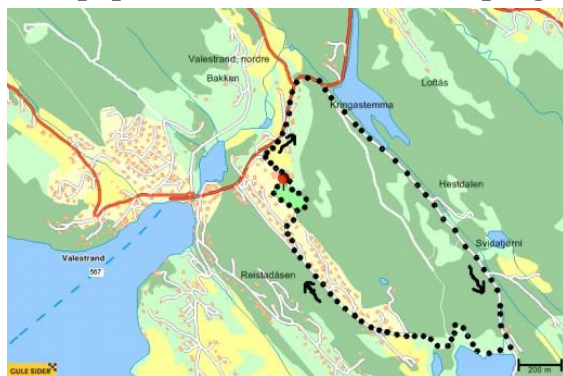 Valestrand, nordre
Bakken
Loftås
Kringastemma
Hestdalen
Svidatjørni
Valestrand
567
Reistadåsen
GULE SIDER
200 m